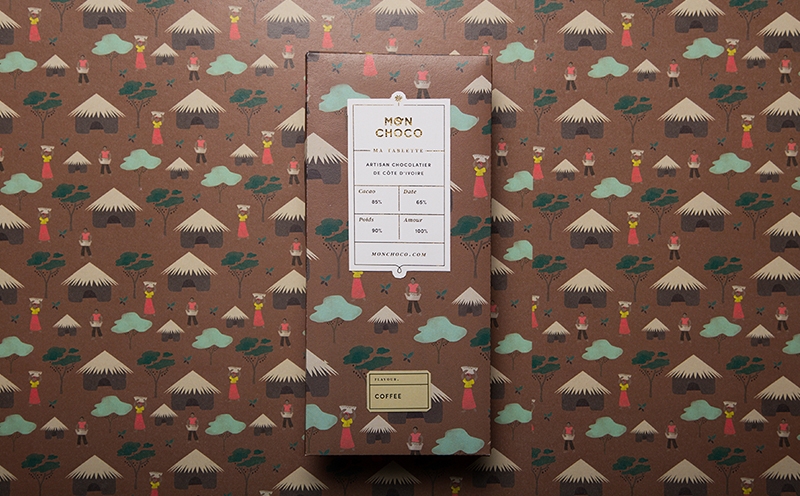 MON
CHOCO
MA TABLETTE
ARTISAN CHOCOLATIER
DE CÔTE D'IVOIRE
Cacao
65%
Date
65%
Poids
90%
Amour
100%
MONCHOCO.COM
FLAVOUR.
COFFEE